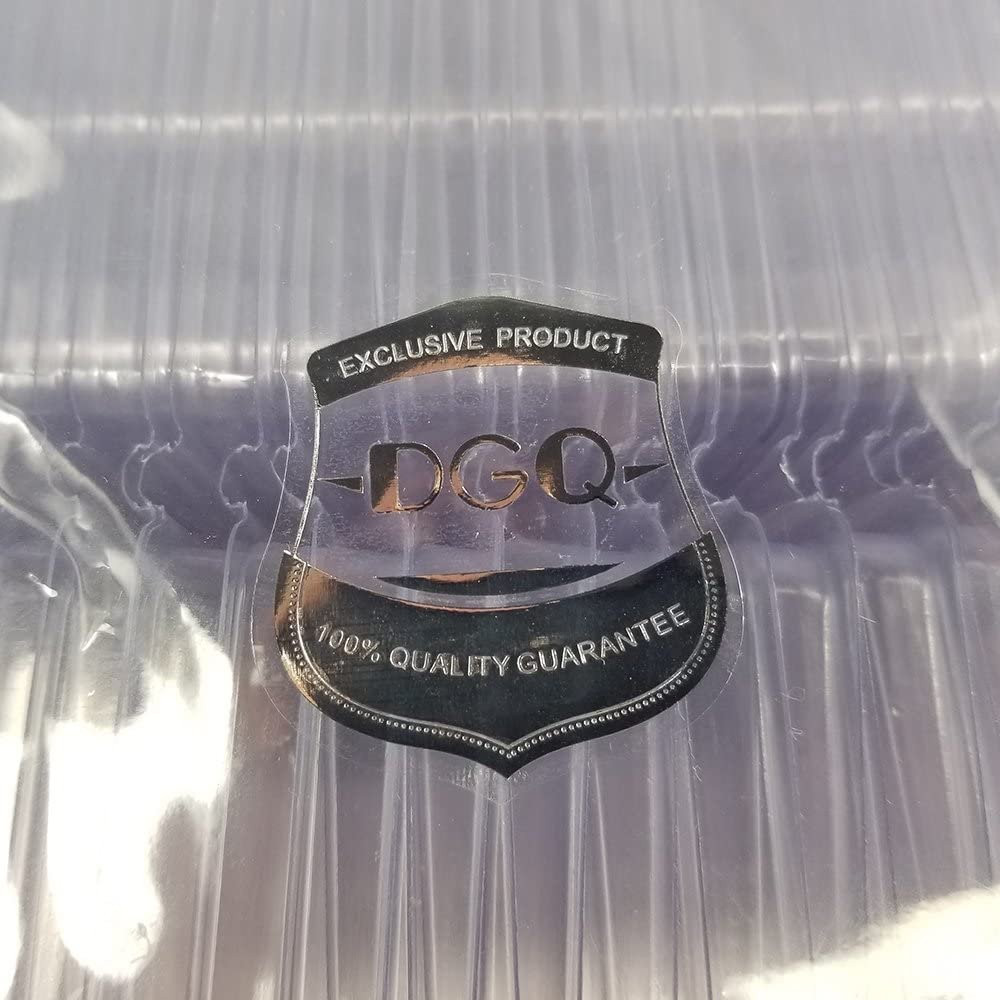 EXCLUSIVE PRODUCT
DGQ
100% QUALITY GUARANTEE